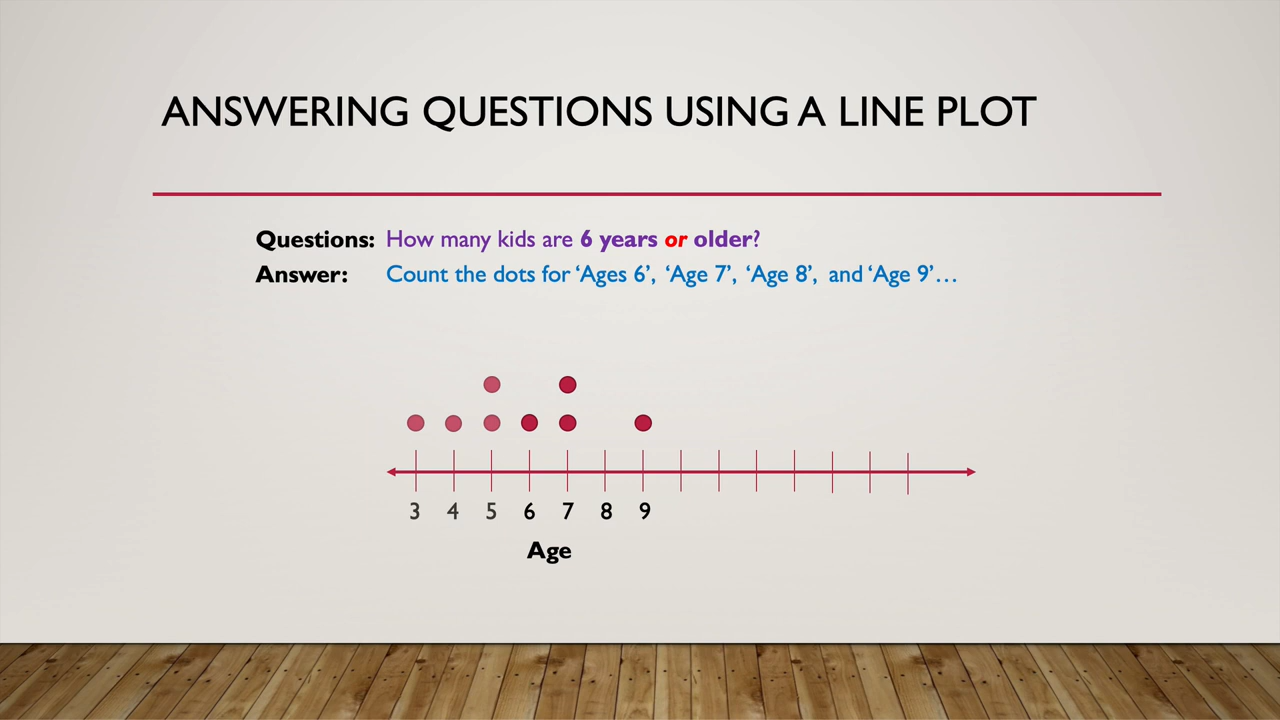 ANSWERING QUESTIONS USING A LINE PLOT
Questions: How many kids are 6 years or older?
Answer: Count the dots for ‘Ages 6’, ‘Age 7’, ‘Age 8’, and ‘Age 9’…
3 4 5 6 7 8 9
Age